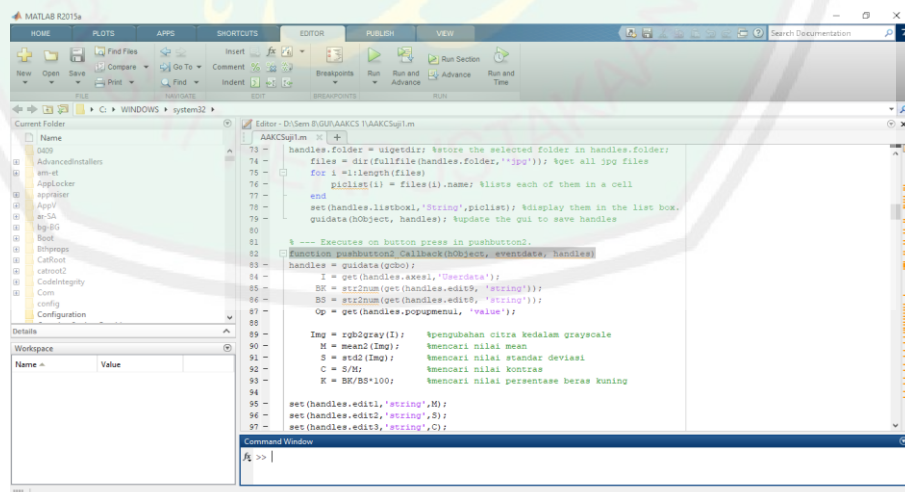 MATLAB R2015a
HOME PLOTS APPS SHORTCUTS EDITOR PUBLISH VIEW Search Documentation
New Open Save Find Files Compare Print Go To Find Insert fx Comment Indent Breakpoints Run Run and Advance Run Section Advance Run and Time
FILE NAVIGATE EDIT BREAKPOINTS RUN
C: WINDOWS system32
Current Folder
Name
0409
AdvancedInstallers
am-et
AppLocker
appraiser
AppV
ar-SA
bg-BG
Boot
Bthprops
CatRoot
catroot2
CodeIntegrity
Com
config
Configuration
Details
Workspace
Name Value
Editor - D:\Sem 8\GUI\AAKCS 1\AAKCSuji1.m
AAKCSuji1.m
73 handles.folder = uigetdir; %store the selected folder in handles.folder;
74 files = dir(fullfile(handles.folder,'*jpg')); %get all jpg files
75 for i =1:length(files)
76 piclist{i} = files(i).name; %lists each of them in a cell
77 end
78 set(handles.listbox1,'String',piclist); %display them in the list box.
79 guidata(hObject, handles); %update the gui to save handles
80
81 % --- Executes on button press in pushbutton2.
82 function pushbutton2_Callback(hObject, eventdata, handles)
83 handles = guidata(gcbo);
84 I = get(handles.axes1,'Userdata');
85 BK = str2num(get(handles.edit9, 'string'));
86 BS = str2num(get(handles.edit8, 'string'));
87 Op = get(handles.popupmenu1, 'value');
88
89 Img = rgb2gray(I); %pengubahan citra kedalam grayscale
90 M = mean2(Img); %mencari nilai mean
91 S = std2(Img); %mencari nilai standar deviasi
92 C = S/M; %mencari nilai kontras
93 K = BK/BS*100; %mencari nilai persentase beras kuning
94
95 set(handles.edit1,'string',M);
96 set(handles.edit2,'string',S);
97 set(handles.edit3,'string',C);
Command Window
fx >>